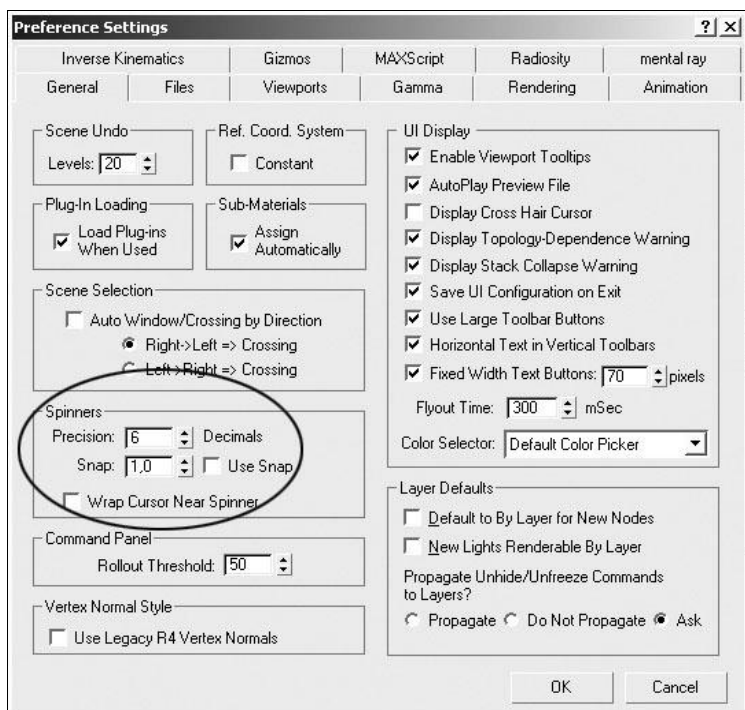 Preference Settings
Inverse Kinematics Gizmos MAXScript Radiosity mental ray
General Files Viewports Gamma Rendering Animation
Scene Undo
Levels: 20
Ref. Coord. System
Constant
Plug-In Loading
Load Plug-ins
When Used
Sub-Materials
Assign
Automatically
Scene Selection
Auto Window/Crossing by Direction
Right->Left => Crossing
Left->Right => Crossing
Spinners
Precision: 6 Decimals
Snap: 1,0 Use Snap
Wrap Cursor Near Spinner
Command Panel
Rollout Threshold: 50
Vertex Normal Style
Use Legacy R4 Vertex Normals
UI Display
Enable Viewport Tooltips
AutoPlay Preview File
Display Cross Hair Cursor
Display Topology-Dependence Warning
Display Stack Collapse Warning
Save UI Configuration on Exit
Use Large Toolbar Buttons
Horizontal Text in Vertical Toolbars
Fixed Width Text Buttons: 70 pixels
Flyout Time: 300 mSec
Color Selector: Default Color Picker
Layer Defaults
Default to By Layer for New Nodes
New Lights Renderable By Layer
Propagate Unhide/Unfreeze Commands
to Layers?
Propagate Do Not Propagate Ask
OK Cancel